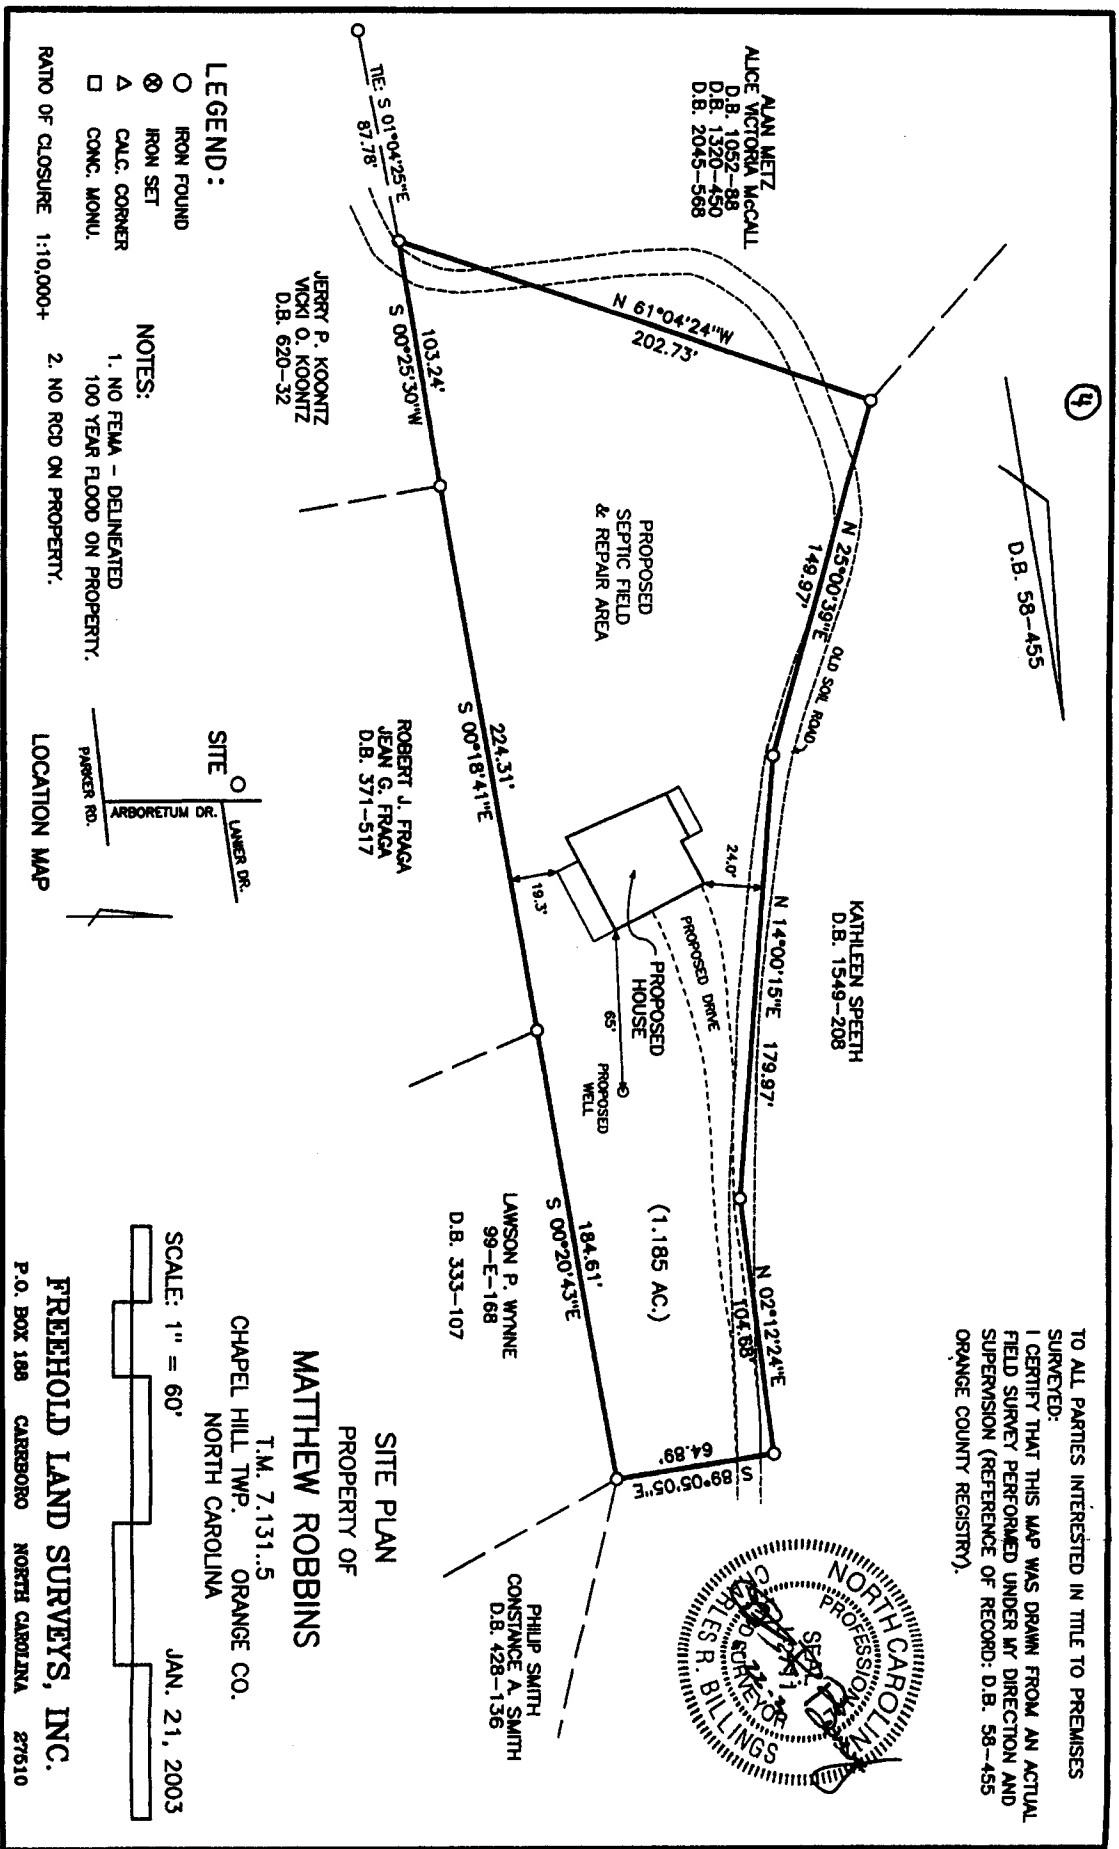 4
D.B. 58-455
TO ALL PARTIES INTERESTED IN TITLE TO PREMISES
SURVEYED:
I CERTIFY THAT THIS MAP WAS DRAWN FROM AN ACTUAL
FIELD SURVEY PERFORMED UNDER MY DIRECTION AND
SUPERVISION (REFERENCE OF RECORD: D.B. 58-455
ORANGE COUNTY REGISTRY).
NORTH CAROLINA
PROFESSIONAL
SEAL
SURVEYOR
CHARLES R. BILLINGS
ALAN METZ
ALICE VICTORIA McCALL
D.B. 1052-88
D.B. 1320-450
D.B. 2045-568
KATHLEEN SPEETH
D.B. 1549-208
N 61°04'24"W
202.73'
N 25°00'39"E
149.97'
OLD SOIL ROAD
N 14°00'15"E 179.97'
N 02°12'24"E
104.68'
S 89°05'05"E
64.89'
24.0'
PROPOSED DRIVE
PROPOSED
SEPTIC FIELD
& REPAIR AREA
PROPOSED
HOUSE
65'
PROPOSED
WELL
19.3'
(1.185 AC.)
TIE: S 01°04'25"E
87.78'
103.24'
S 00°25'30"W
224.31'
S 00°18'41"E
184.61'
S 00°20'43"E
JERRY P. KOONTZ
VICKI O. KOONTZ
D.B. 620-32
ROBERT J. FRAGA
JEAN G. FRAGA
D.B. 371-517
LAWSON P. WYNNE
99-E-168
D.B. 333-107
PHILIP SMITH
CONSTANCE A. SMITH
D.B. 428-136
LEGEND:
IRON FOUND
IRON SET
CALC. CORNER
CONC. MONU.
RATIO OF CLOSURE 1:10,000+
NOTES:
1. NO FEMA - DELINEATED
100 YEAR FLOOD ON PROPERTY.
2. NO RCD ON PROPERTY.
SITE
LANIER DR.
ARBORETUM DR.
PARKER RD.
LOCATION MAP
SITE PLAN
PROPERTY OF
MATTHEW ROBBINS
T.M. 7.131..5
CHAPEL HILL TWP. ORANGE CO.
NORTH CAROLINA
SCALE: 1" = 60' JAN. 21, 2003
FREEHOLD LAND SURVEYS, INC.
P.O. BOX 188 CARRBORO NORTH CAROLINA 27510